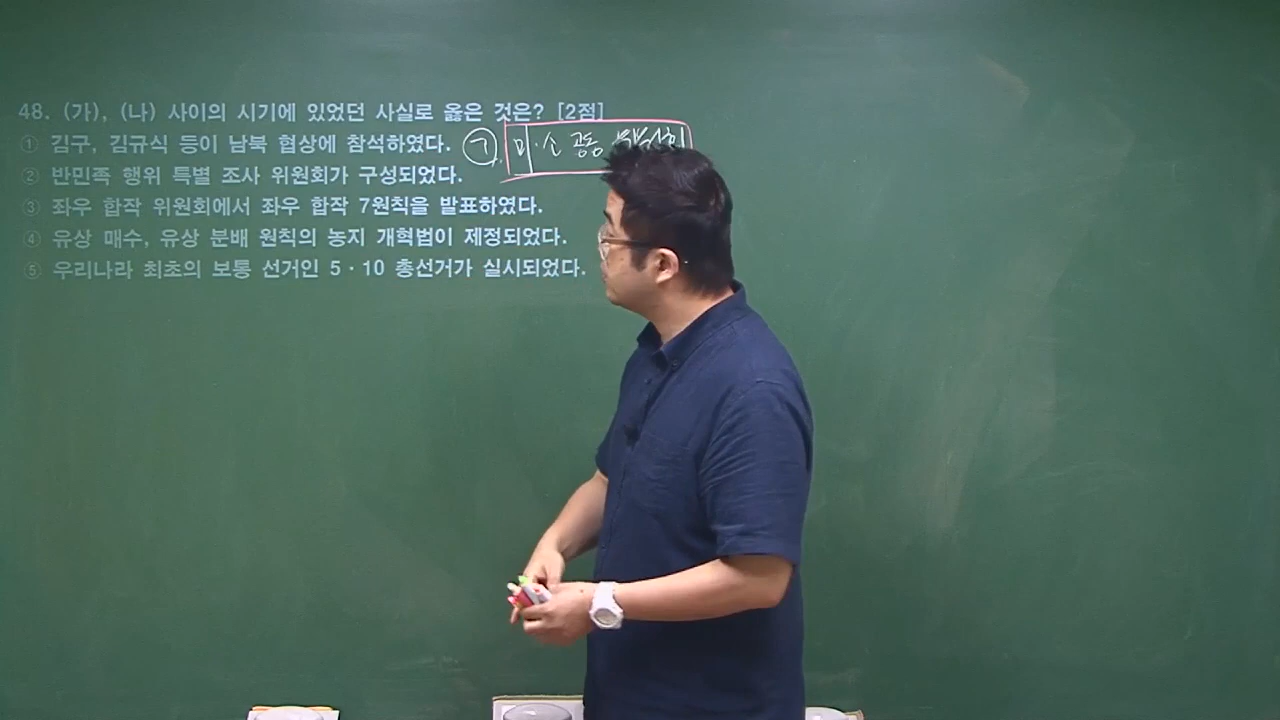 48. (가), (나) 사이의 시기에 있었던 사실로 옳은 것은? [2점]
① 김구, 김규식 등이 남북 협상에 참석하였다.
미·소 공동
② 반민족 행위 특별 조사 위원회가 구성되었다.
③ 좌우 합작 위원회에서 좌우 합작 7원칙을 발표하였다.
④ 유상 매수, 유상 분배 원칙의 농지 개혁법이 제정되었다.
⑤ 우리나라 최초의 보통 선거인 5·10 총선거가 실시되었다.